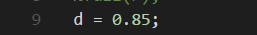 9 d = 0.85;